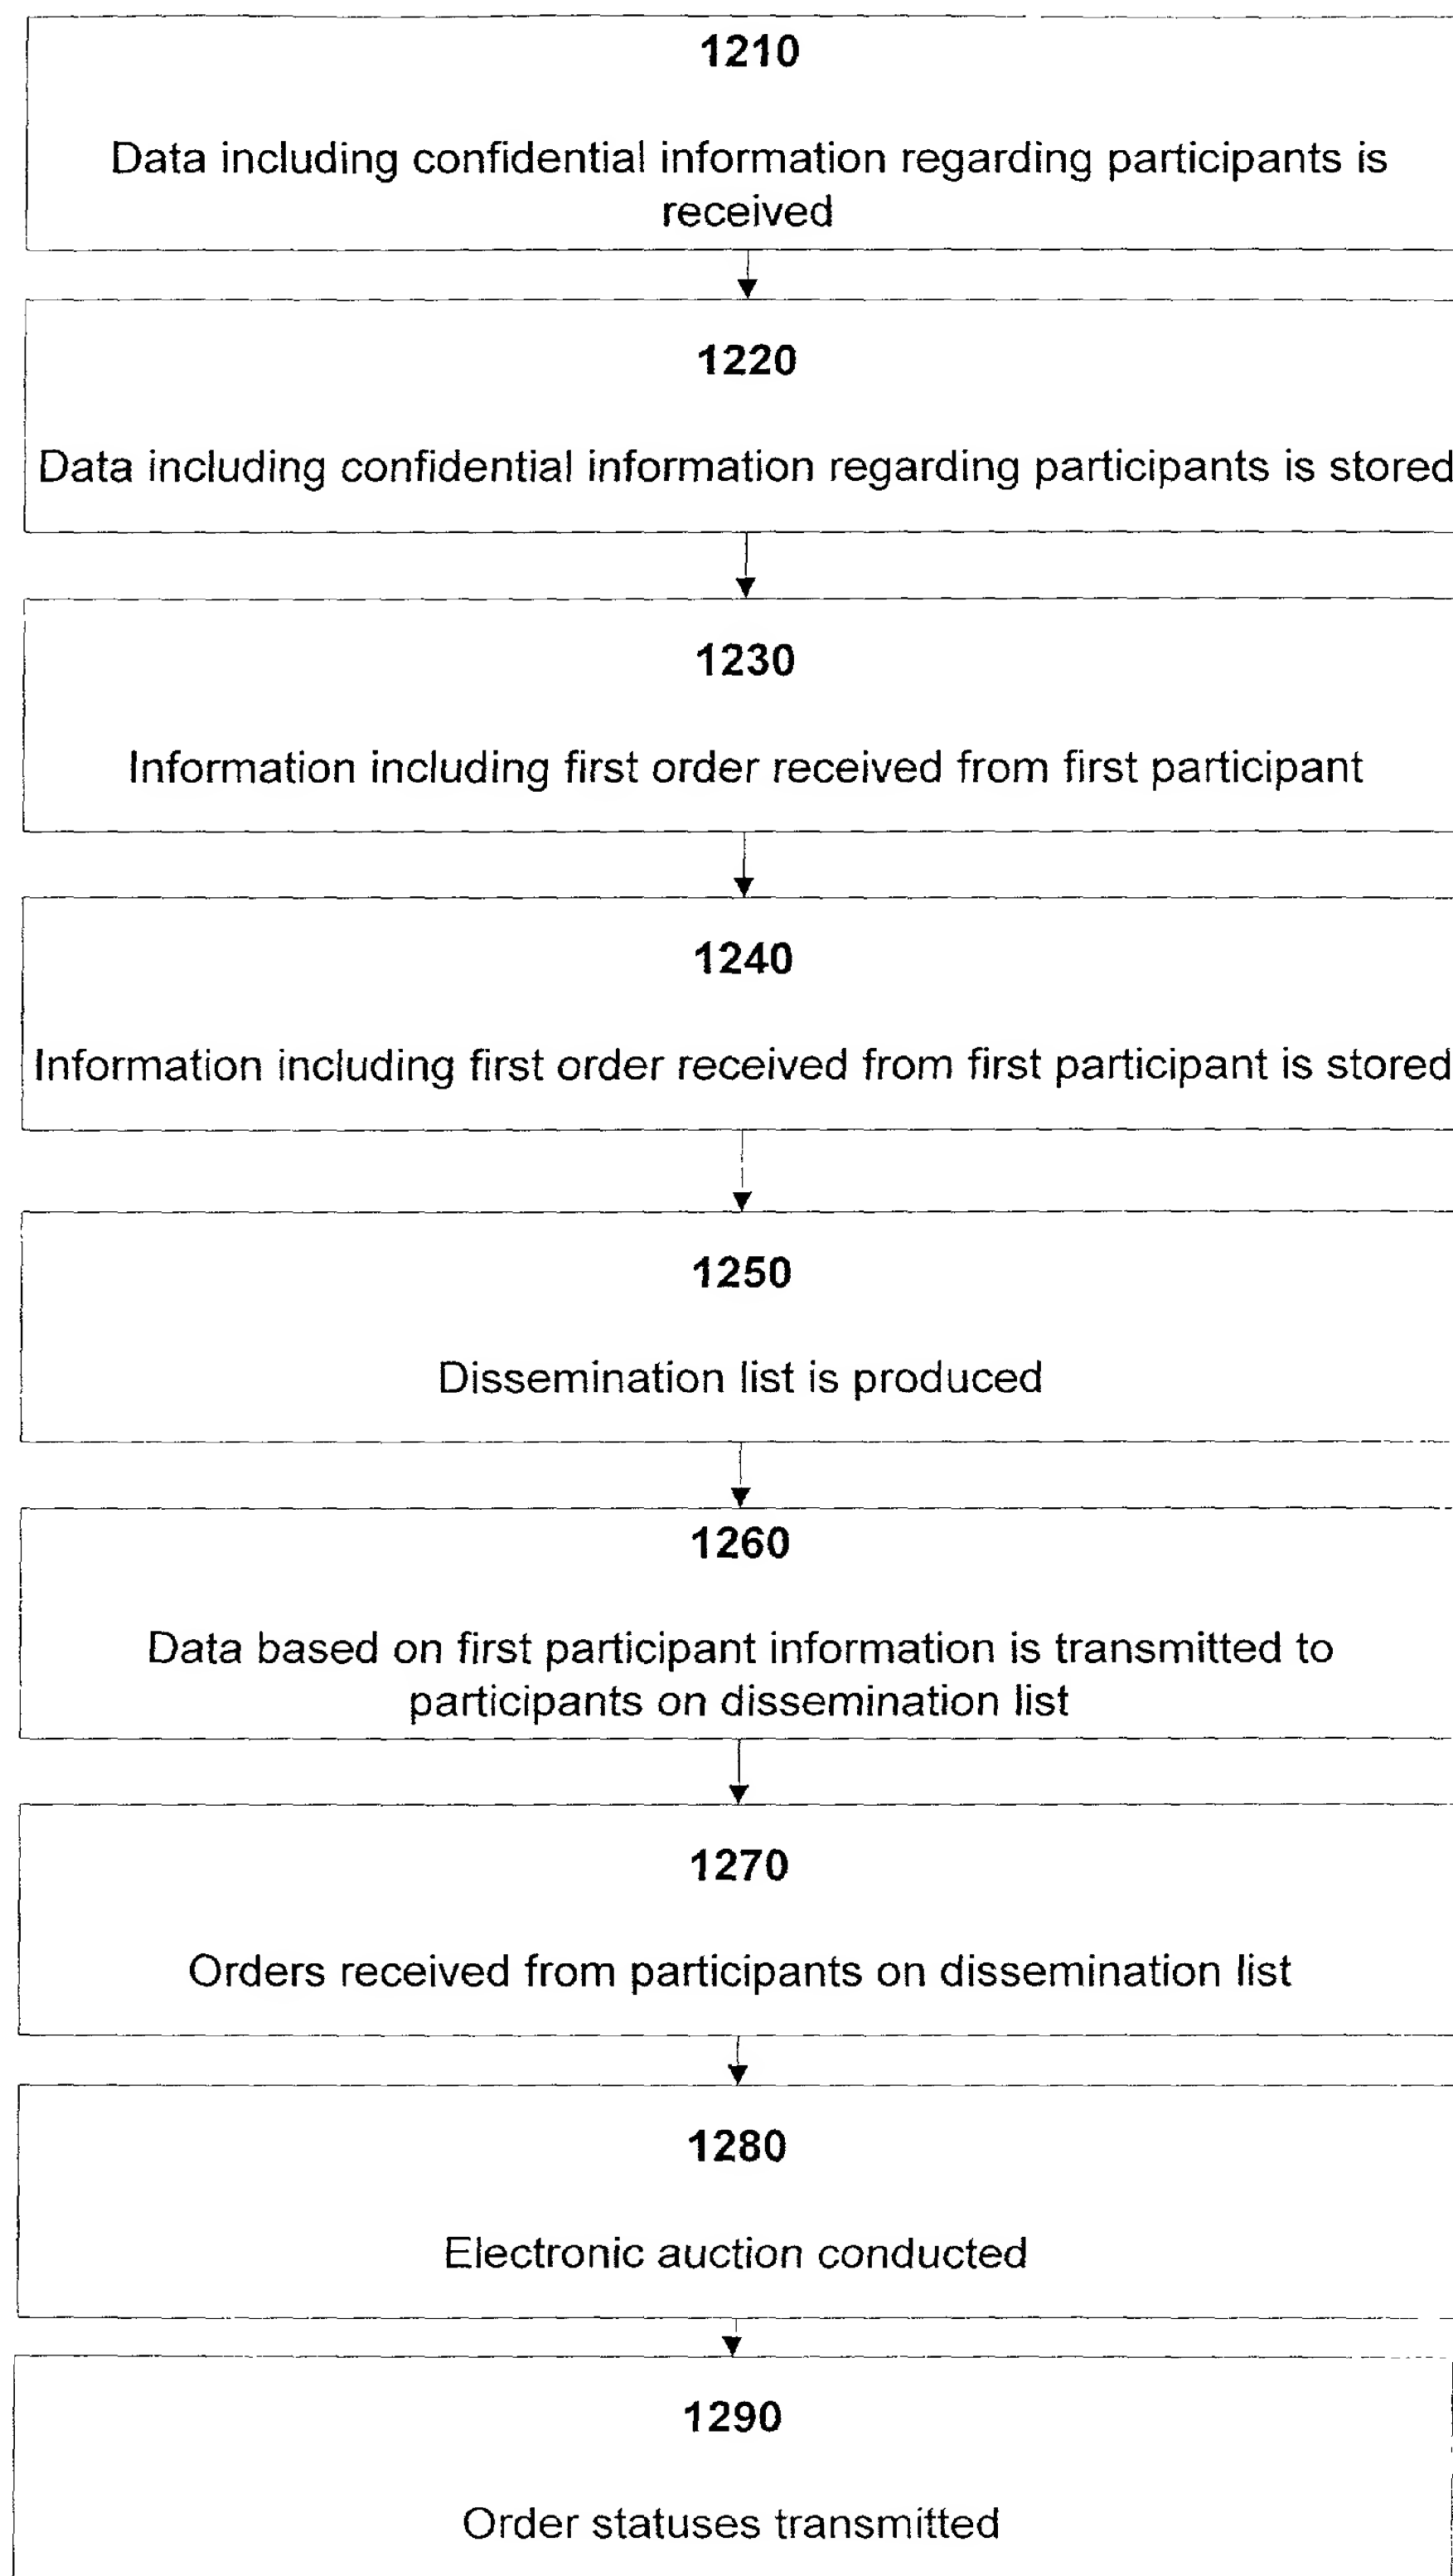 1210
Data including confidential information regarding participants is
received
1220
Data including confidential information regarding participants is stored
1230
Information including first order received from first participant
1240
Information including first order received from first participant is stored
1250
Dissemination list is produced
1260
Data based on first participant information is transmitted to
participants on dissemination list
1270
Orders received from participants on dissemination list
1280
Electronic auction conducted
1290
Order statuses transmitted